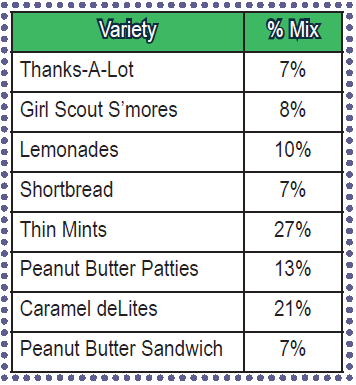 Variety % Mix
Thanks-A-Lot 7%
Girl Scout S'mores 8%
Lemonades 10%
Shortbread 7%
Thin Mints 27%
Peanut Butter Patties 13%
Caramel deLites 21%
Peanut Butter Sandwich 7%